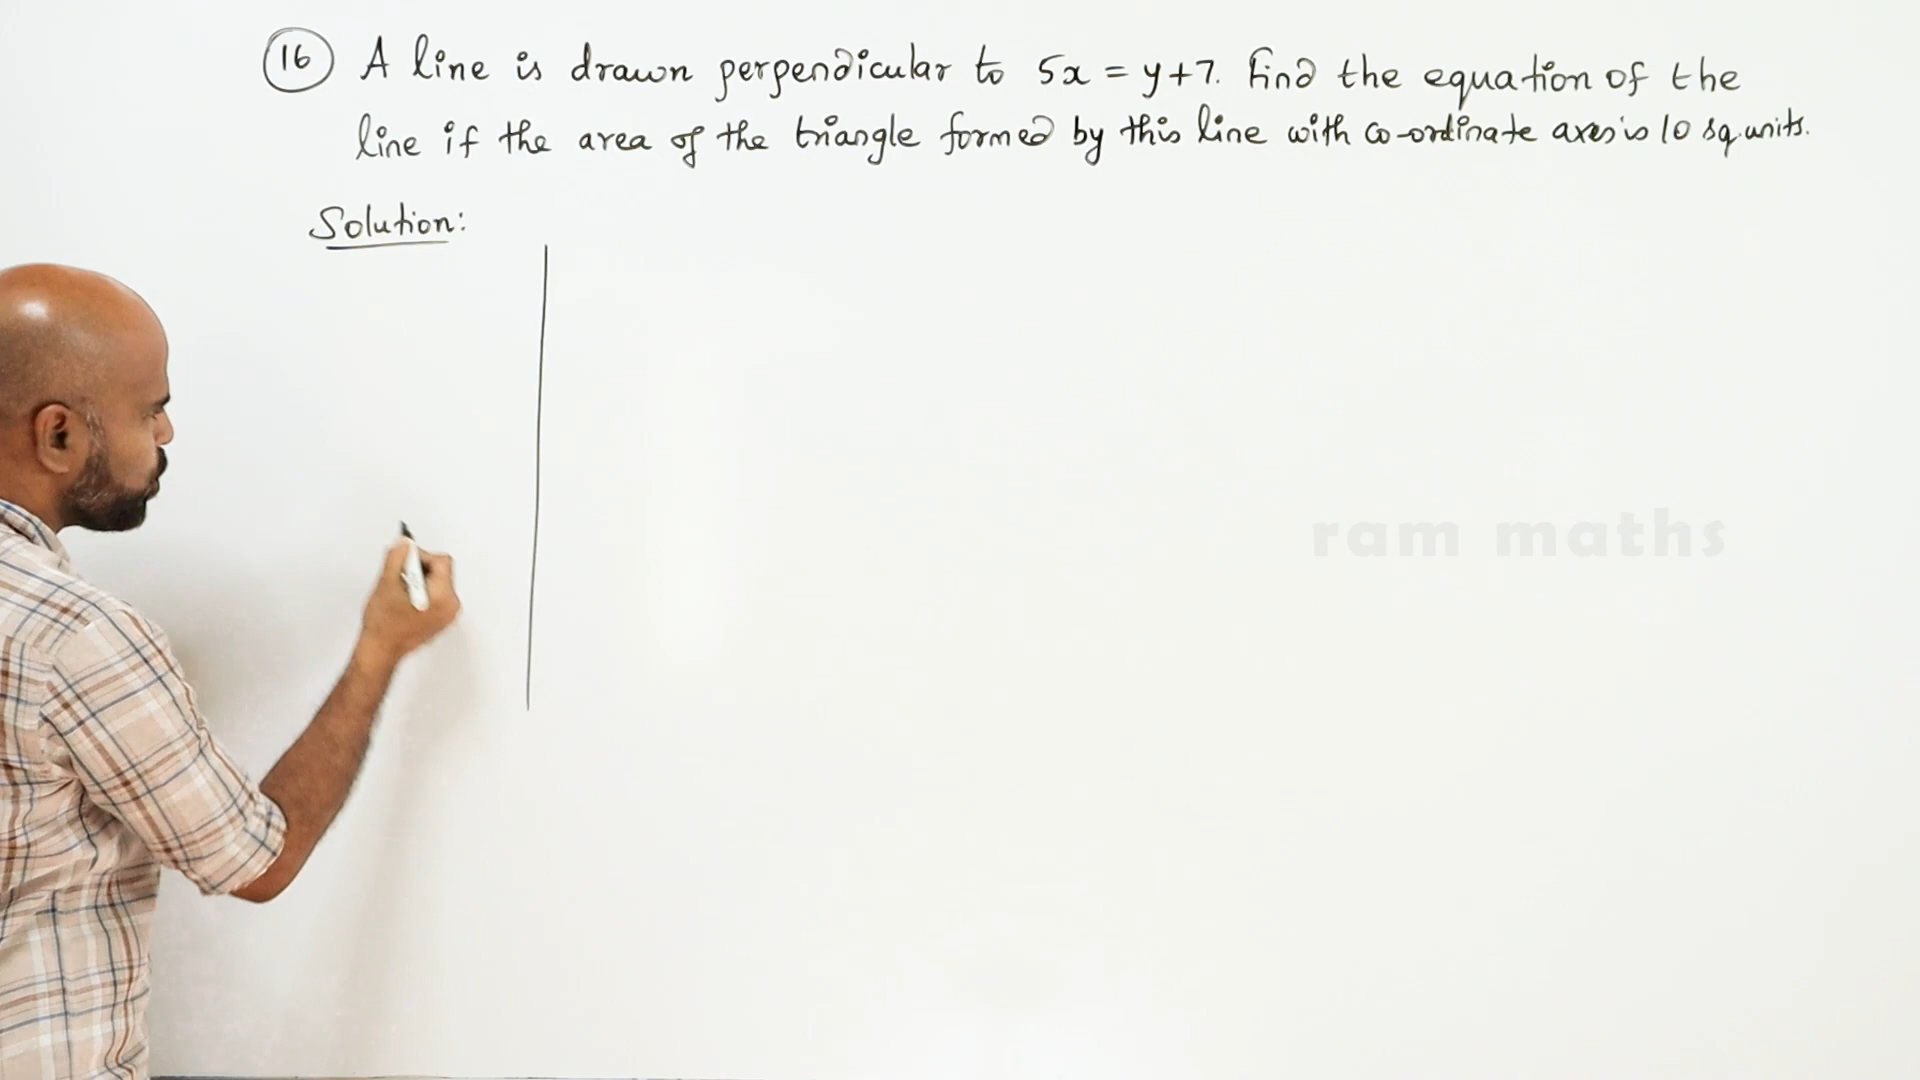 16 A line is drawn perpendicular to 5x = y+7. Find the equation of the
line if the area of the triangle formed by this line with co-ordinate axes is 10 sq.units.
Solution:
ram maths